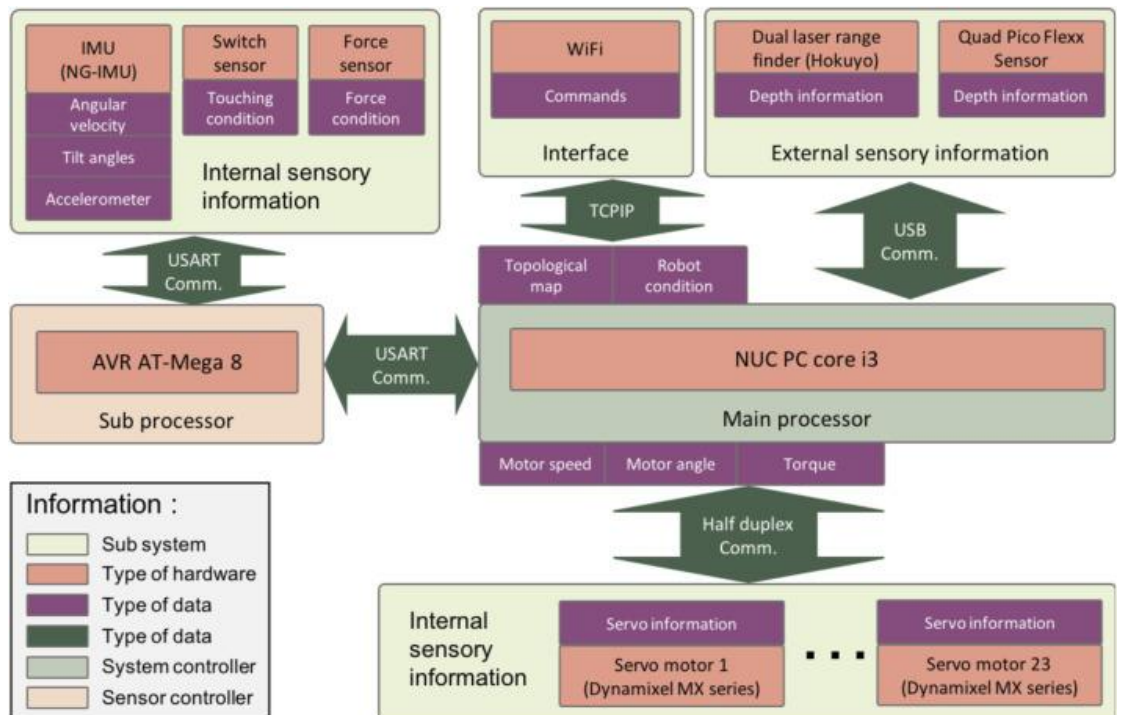 IMU
(NG-IMU)
Angular
velocity
Tilt angles
Accelerometer
Switch
sensor
Touching
condition
Force
sensor
Force
condition
Internal sensory
information
WiFi
Commands
Interface
Dual laser range
finder (Hokuyo)
Depth information
Quad Pico Flexx
Sensor
Depth information
External sensory information
USART
Comm.
TCPIP
USB
Comm.
Topological
map
Robot
condition
AVR AT-Mega 8
Sub processor
USART
Comm.
NUC PC core i3
Main processor
Motor speed
Motor angle
Torque
Half duplex
Comm.
Information :
Sub system
Type of hardware
Type of data
Type of data
System controller
Sensor controller
Internal
sensory
information
Servo information
Servo motor 1
(Dynamixel MX series)
...
Servo information
Servo motor 23
(Dynamixel MX series)